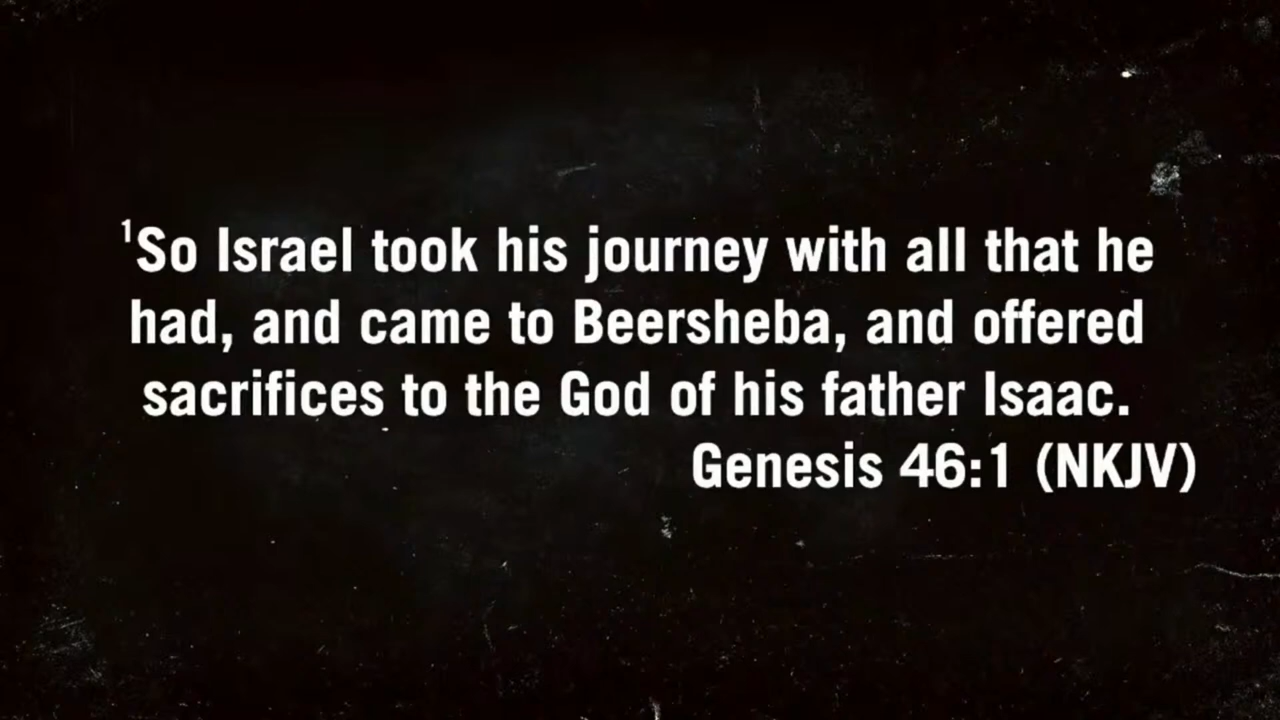 ¹So Israel took his journey with all that he
had, and came to Beersheba, and offered
sacrifices to the God of his father Isaac.
Genesis 46:1 (NKJV)